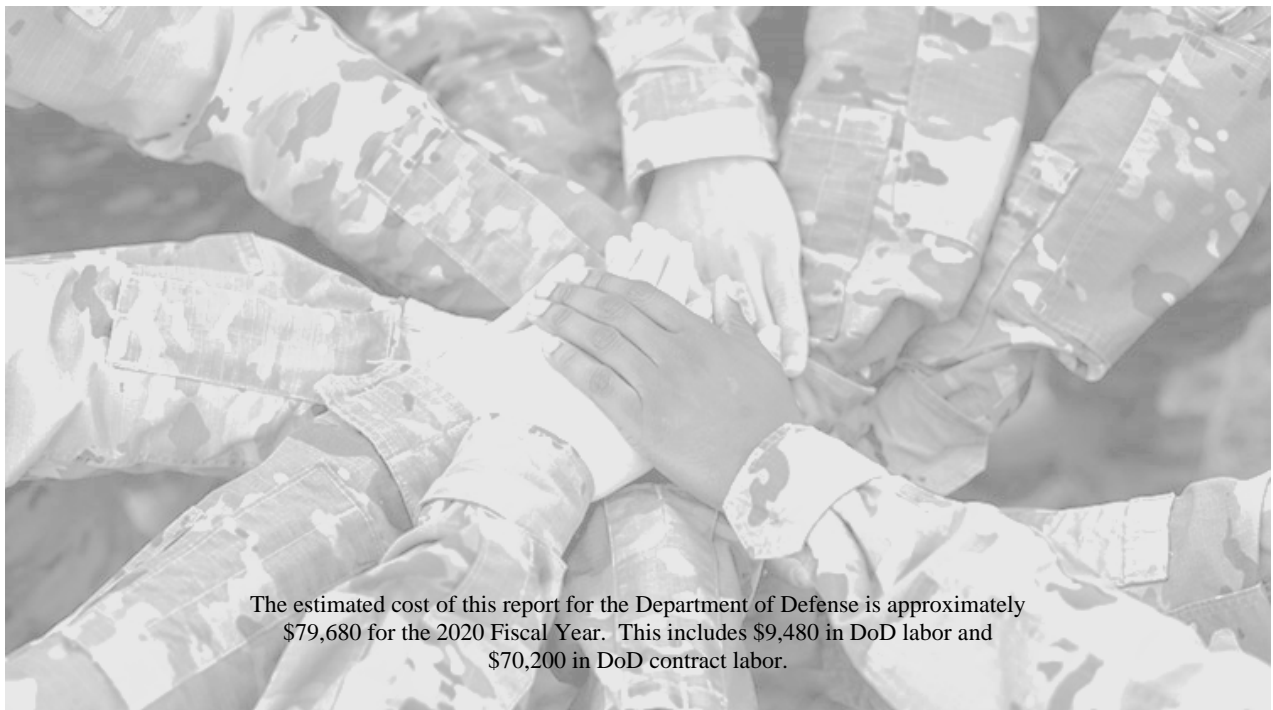 The estimated cost of this report for the Department of Defense is approximately
$79,680 for the 2020 Fiscal Year.  This includes $9,480 in DoD labor and
$70,200 in DoD contract labor.